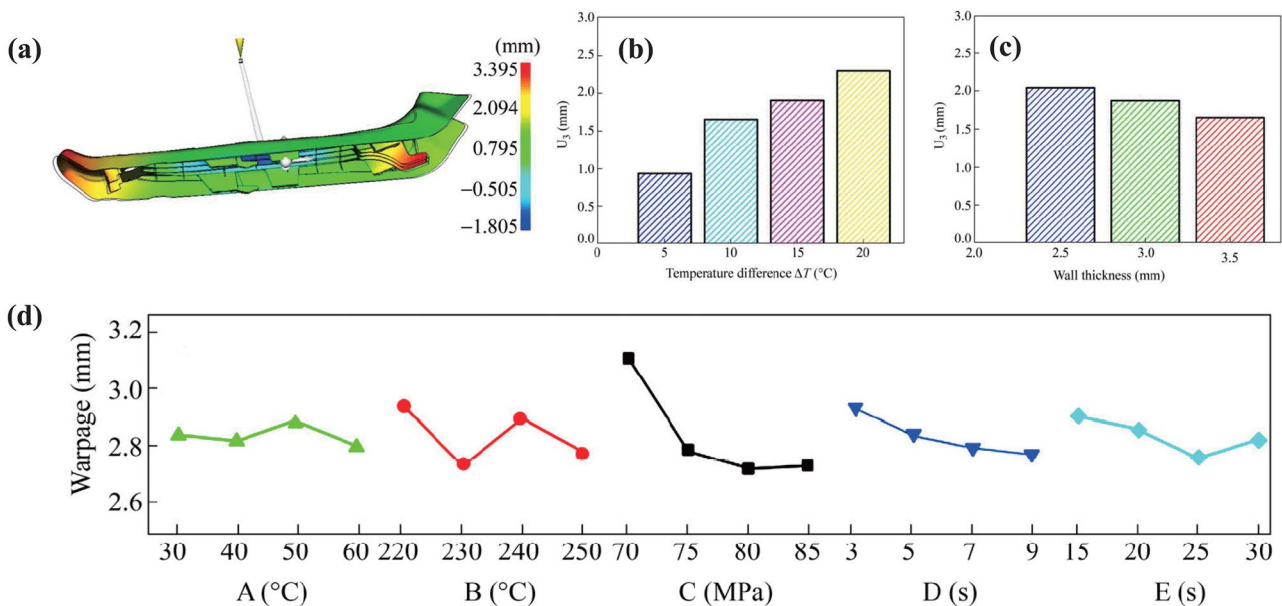 (a)
(mm)
3.395
2.094
0.795
−0.505
−1.805
(b)
U3 (mm)
3.0
2.5
2.0
1.5
1.0
0.5
0.0
5 10 15 20
Temperature difference ΔT (°C)
(c)
U3 (mm)
3.0
2.5
2.0
1.5
1.0
0.5
0.0
2.0 2.5 3.0 3.5
Wall thickness (mm)
(d)
Warpage (mm)
3.2
3.0
2.8
2.6
30 40 50 60 220 230 240 250 70 75 80 85 3 5 7 9 15 20 25 30
A (°C) B (°C) C (MPa) D (s) E (s)